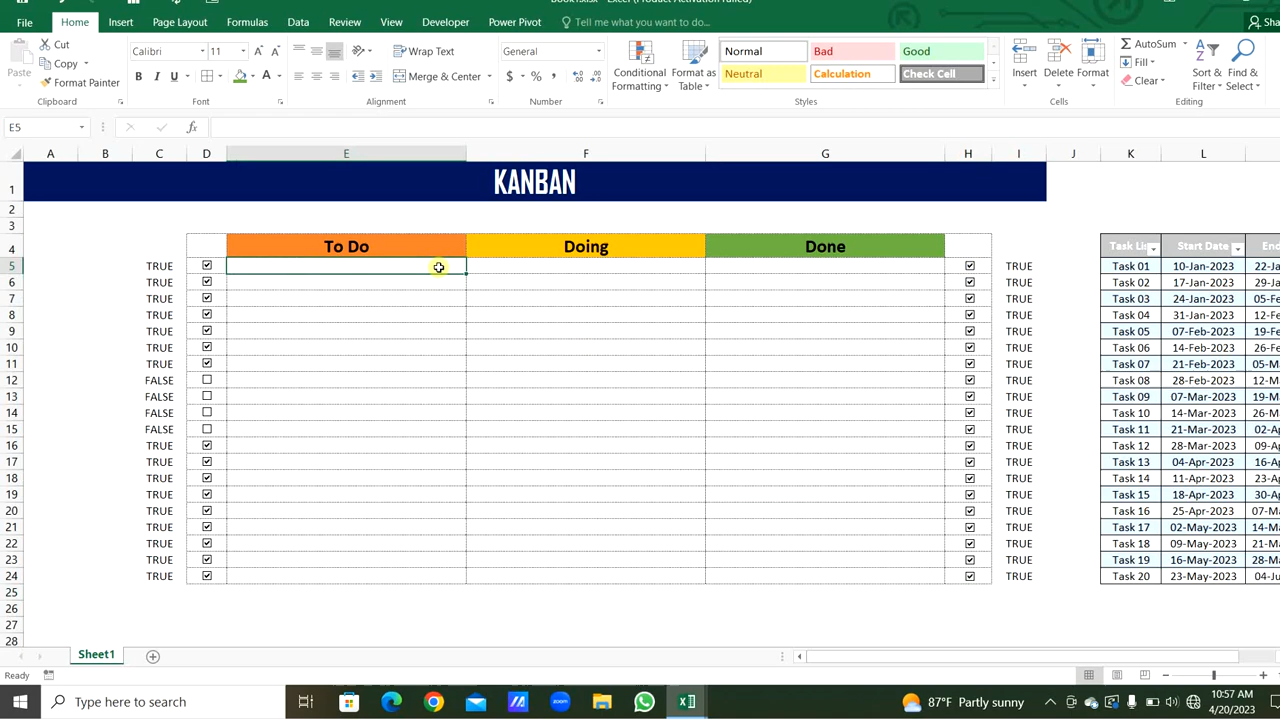 Book1.xlsx - Excel (Product Activation Failed)
File Home Insert Page Layout Formulas Data Review View Developer Power Pivot Tell me what you want to do... Sha
Paste Cut Copy Format Painter Clipboard
Calibri 11 B I U A Font
Wrap Text Merge & Center Alignment
General $ % , Number
Conditional Formatting Format as Table Normal Bad Good Neutral Calculation Check Cell Styles
Insert Delete Format Cells
AutoSum Fill Clear Sort & Filter Find & Select Editing
E5 fx
A B C D E F G H I J K L
1 KANBAN
2
3
4 To Do Doing Done Task Lis Start Date En
5 TRUE TRUE Task 01 10-Jan-2023 22-J
6 TRUE TRUE Task 02 17-Jan-2023 29-J
7 TRUE TRUE Task 03 24-Jan-2023 05-F
8 TRUE TRUE Task 04 31-Jan-2023 12-F
9 TRUE TRUE Task 05 07-Feb-2023 19-F
10 TRUE TRUE Task 06 14-Feb-2023 26-F
11 TRUE TRUE Task 07 21-Feb-2023 05-M
12 FALSE TRUE Task 08 28-Feb-2023 12-M
13 FALSE TRUE Task 09 07-Mar-2023 19-M
14 FALSE TRUE Task 10 14-Mar-2023 26-M
15 FALSE TRUE Task 11 21-Mar-2023 02-A
16 TRUE TRUE Task 12 28-Mar-2023 09-A
17 TRUE TRUE Task 13 04-Apr-2023 16-A
18 TRUE TRUE Task 14 11-Apr-2023 23-A
19 TRUE TRUE Task 15 18-Apr-2023 30-A
20 TRUE TRUE Task 16 25-Apr-2023 07-M
21 TRUE TRUE Task 17 02-May-2023 14-M
22 TRUE TRUE Task 18 09-May-2023 21-M
23 TRUE TRUE Task 19 16-May-2023 28-M
24 TRUE TRUE Task 20 23-May-2023 04-Ju
25
26
27
28
Sheet1
Ready
Type here to search zoom 87°F Partly sunny 10:57 AM
4/20/2023